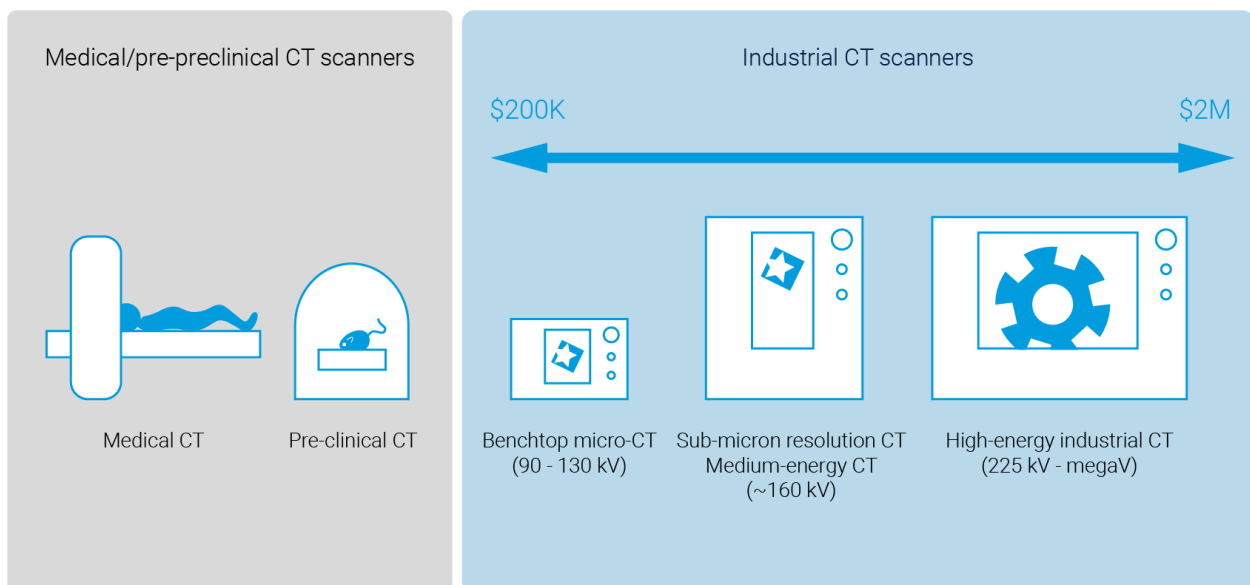 Medical/pre-preclinical CT scanners
Industrial CT scanners
$200K
$2M
Medical CT
Pre-clinical CT
Benchtop micro-CT
(90 - 130 kV)
Sub-micron resolution CT
Medium-energy CT
(~160 kV)
High-energy industrial CT
(225 kV - megaV)